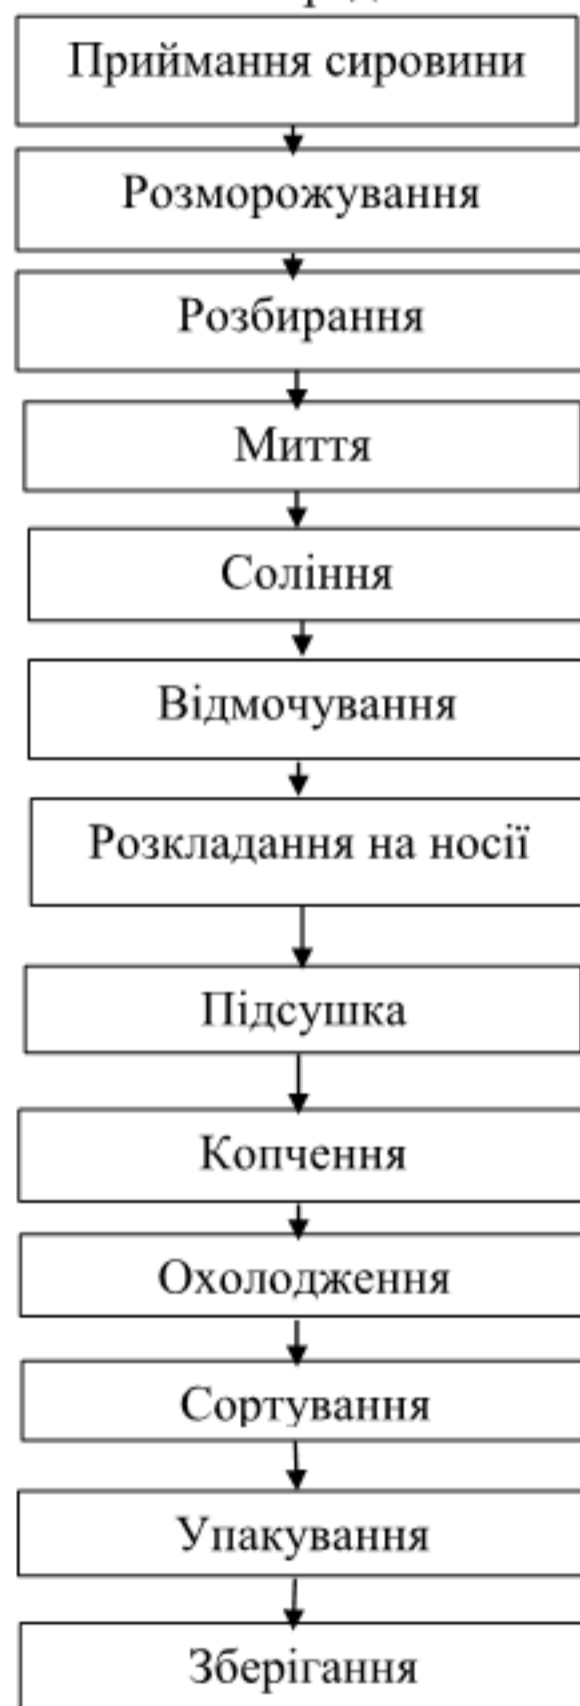 Приймання сировини
Розморожування
Розбирання
Миття
Соління
Відмочування
Розкладання на носії
Підсушка
Копчення
Охолодження
Сортування
Упакування
Зберігання